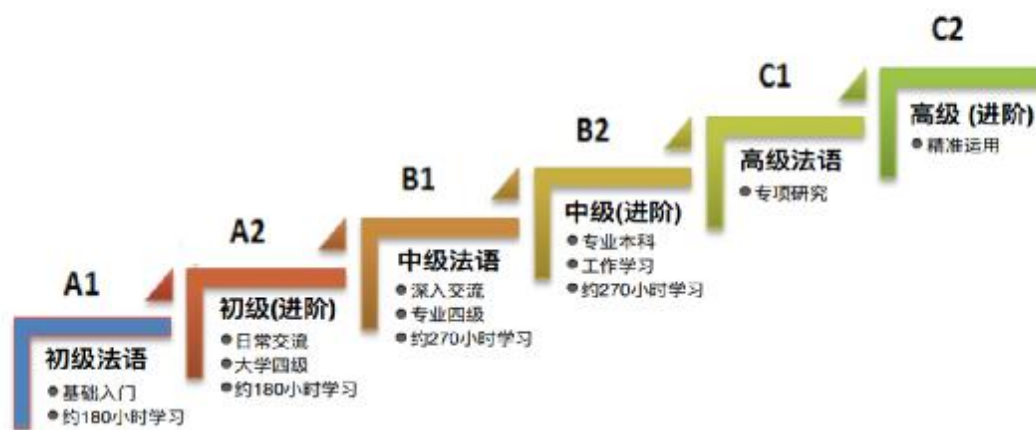 A1
初级法语
基础入门
约180小时学习
A2
初级(进阶)
日常交流
大学四级
约180小时学习
B1
中级法语
深入交流
专业四级
约270小时学习
B2
中级(进阶)
专业本科
工作学习
约270小时学习
C1
高级法语
专项研究
C2
高级 (进阶)
精准运用